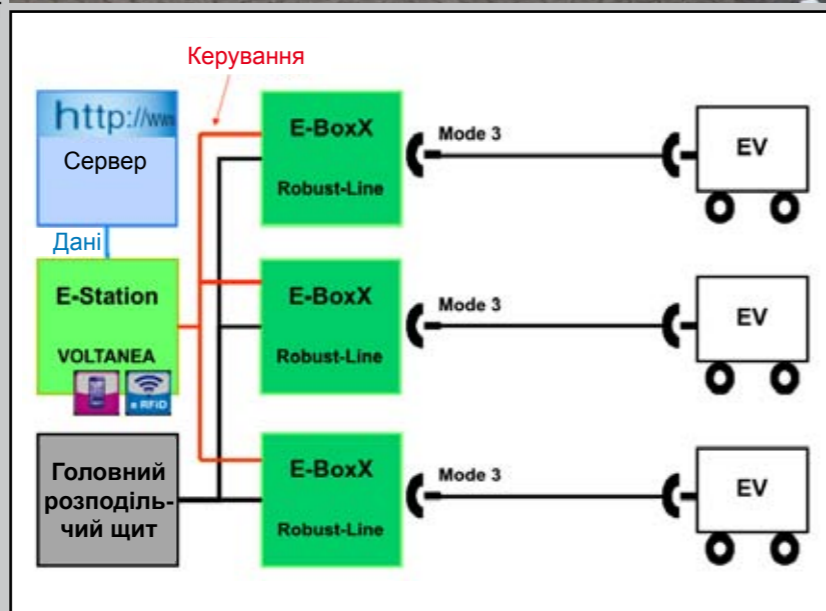 Керування
http://ww
Сервер
Дані
E-Station
VOLTANEA
e RFiD
Головний
розподіль-
чий щит
E-BoxX
Robust-Line
Mode 3
EV
E-BoxX
Robust-Line
Mode 3
EV
E-BoxX
Robust-Line
Mode 3
EV